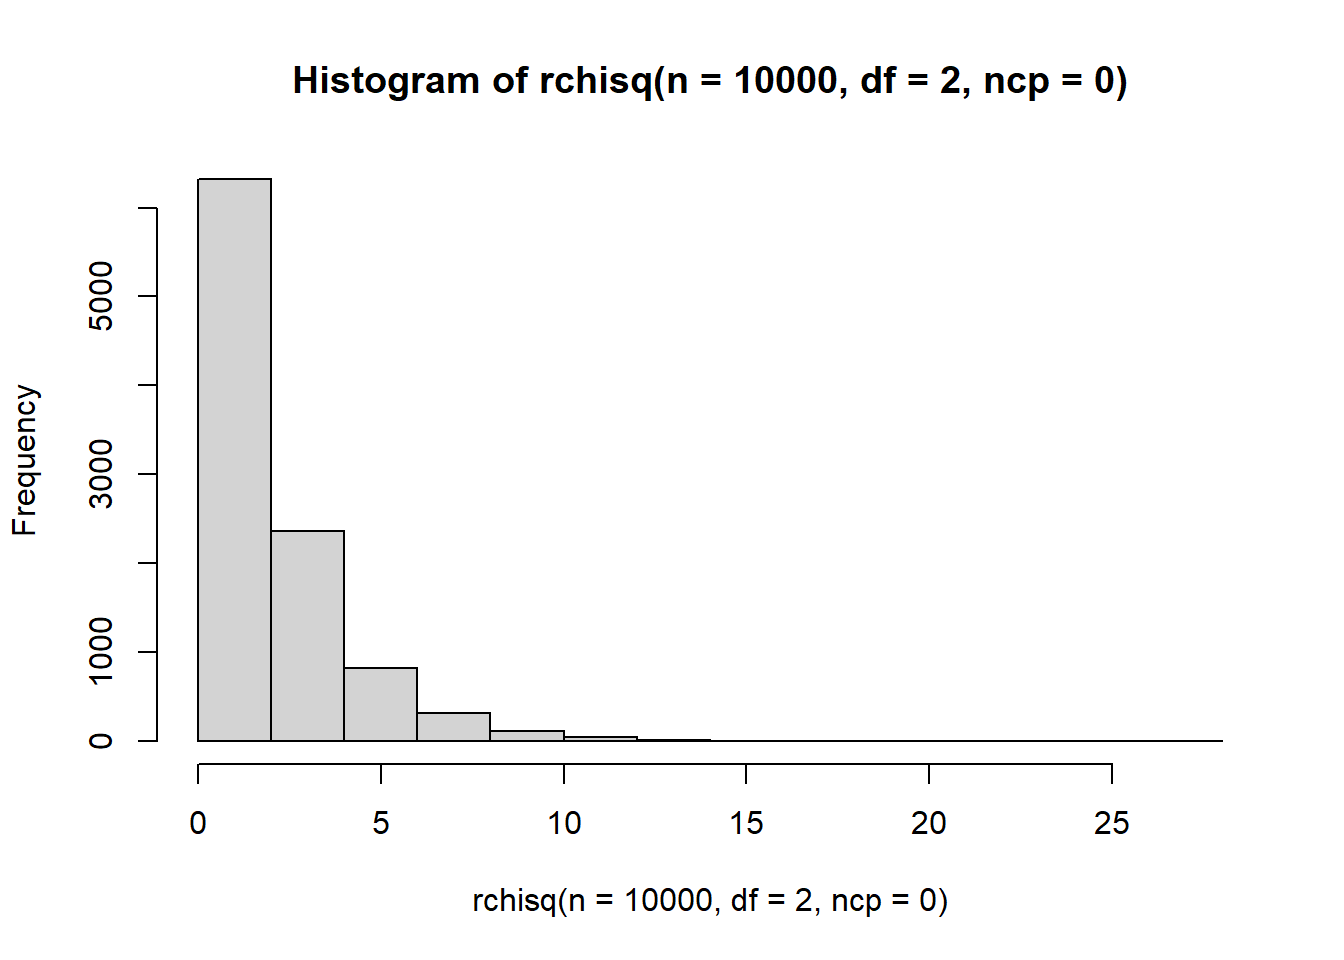 Histogram of rchisq(n = 10000, df = 2, ncp = 0)
Frequency
5000
3000
1000
0
0 5 10 15 20 25
rchisq(n = 10000, df = 2, ncp = 0)